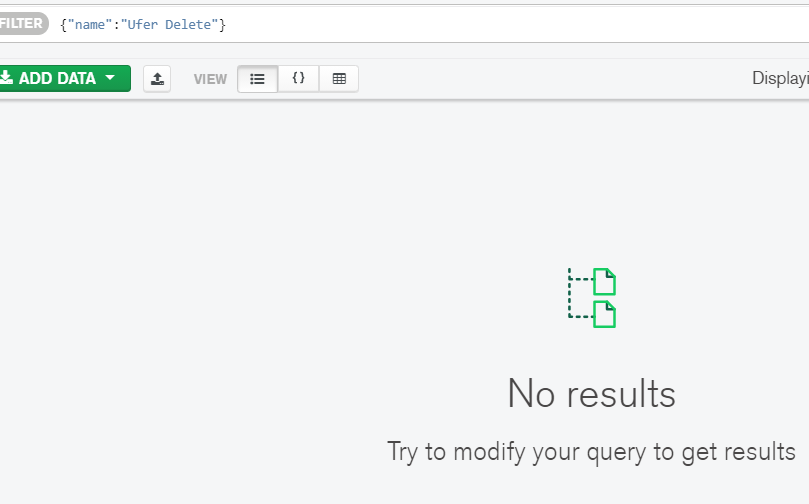 FILTER {"name":"Ufer Delete"}
ADD DATA VIEW {} Displayi
No results
Try to modify your query to get results